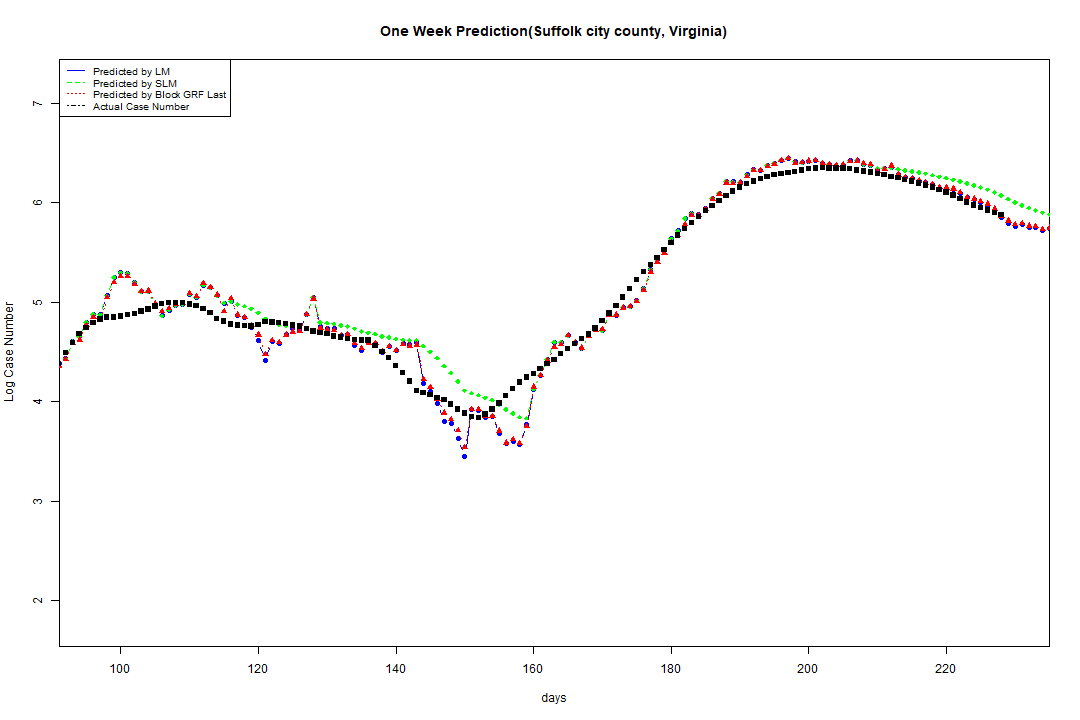 One Week Prediction(Suffolk city county, Virginia)
Predicted by LM
Predicted by SLM
Predicted by Block GRF Last
Actual Case Number
7
6
5
4
3
2
Log Case Number
100 120 140 160 180 200 220
days